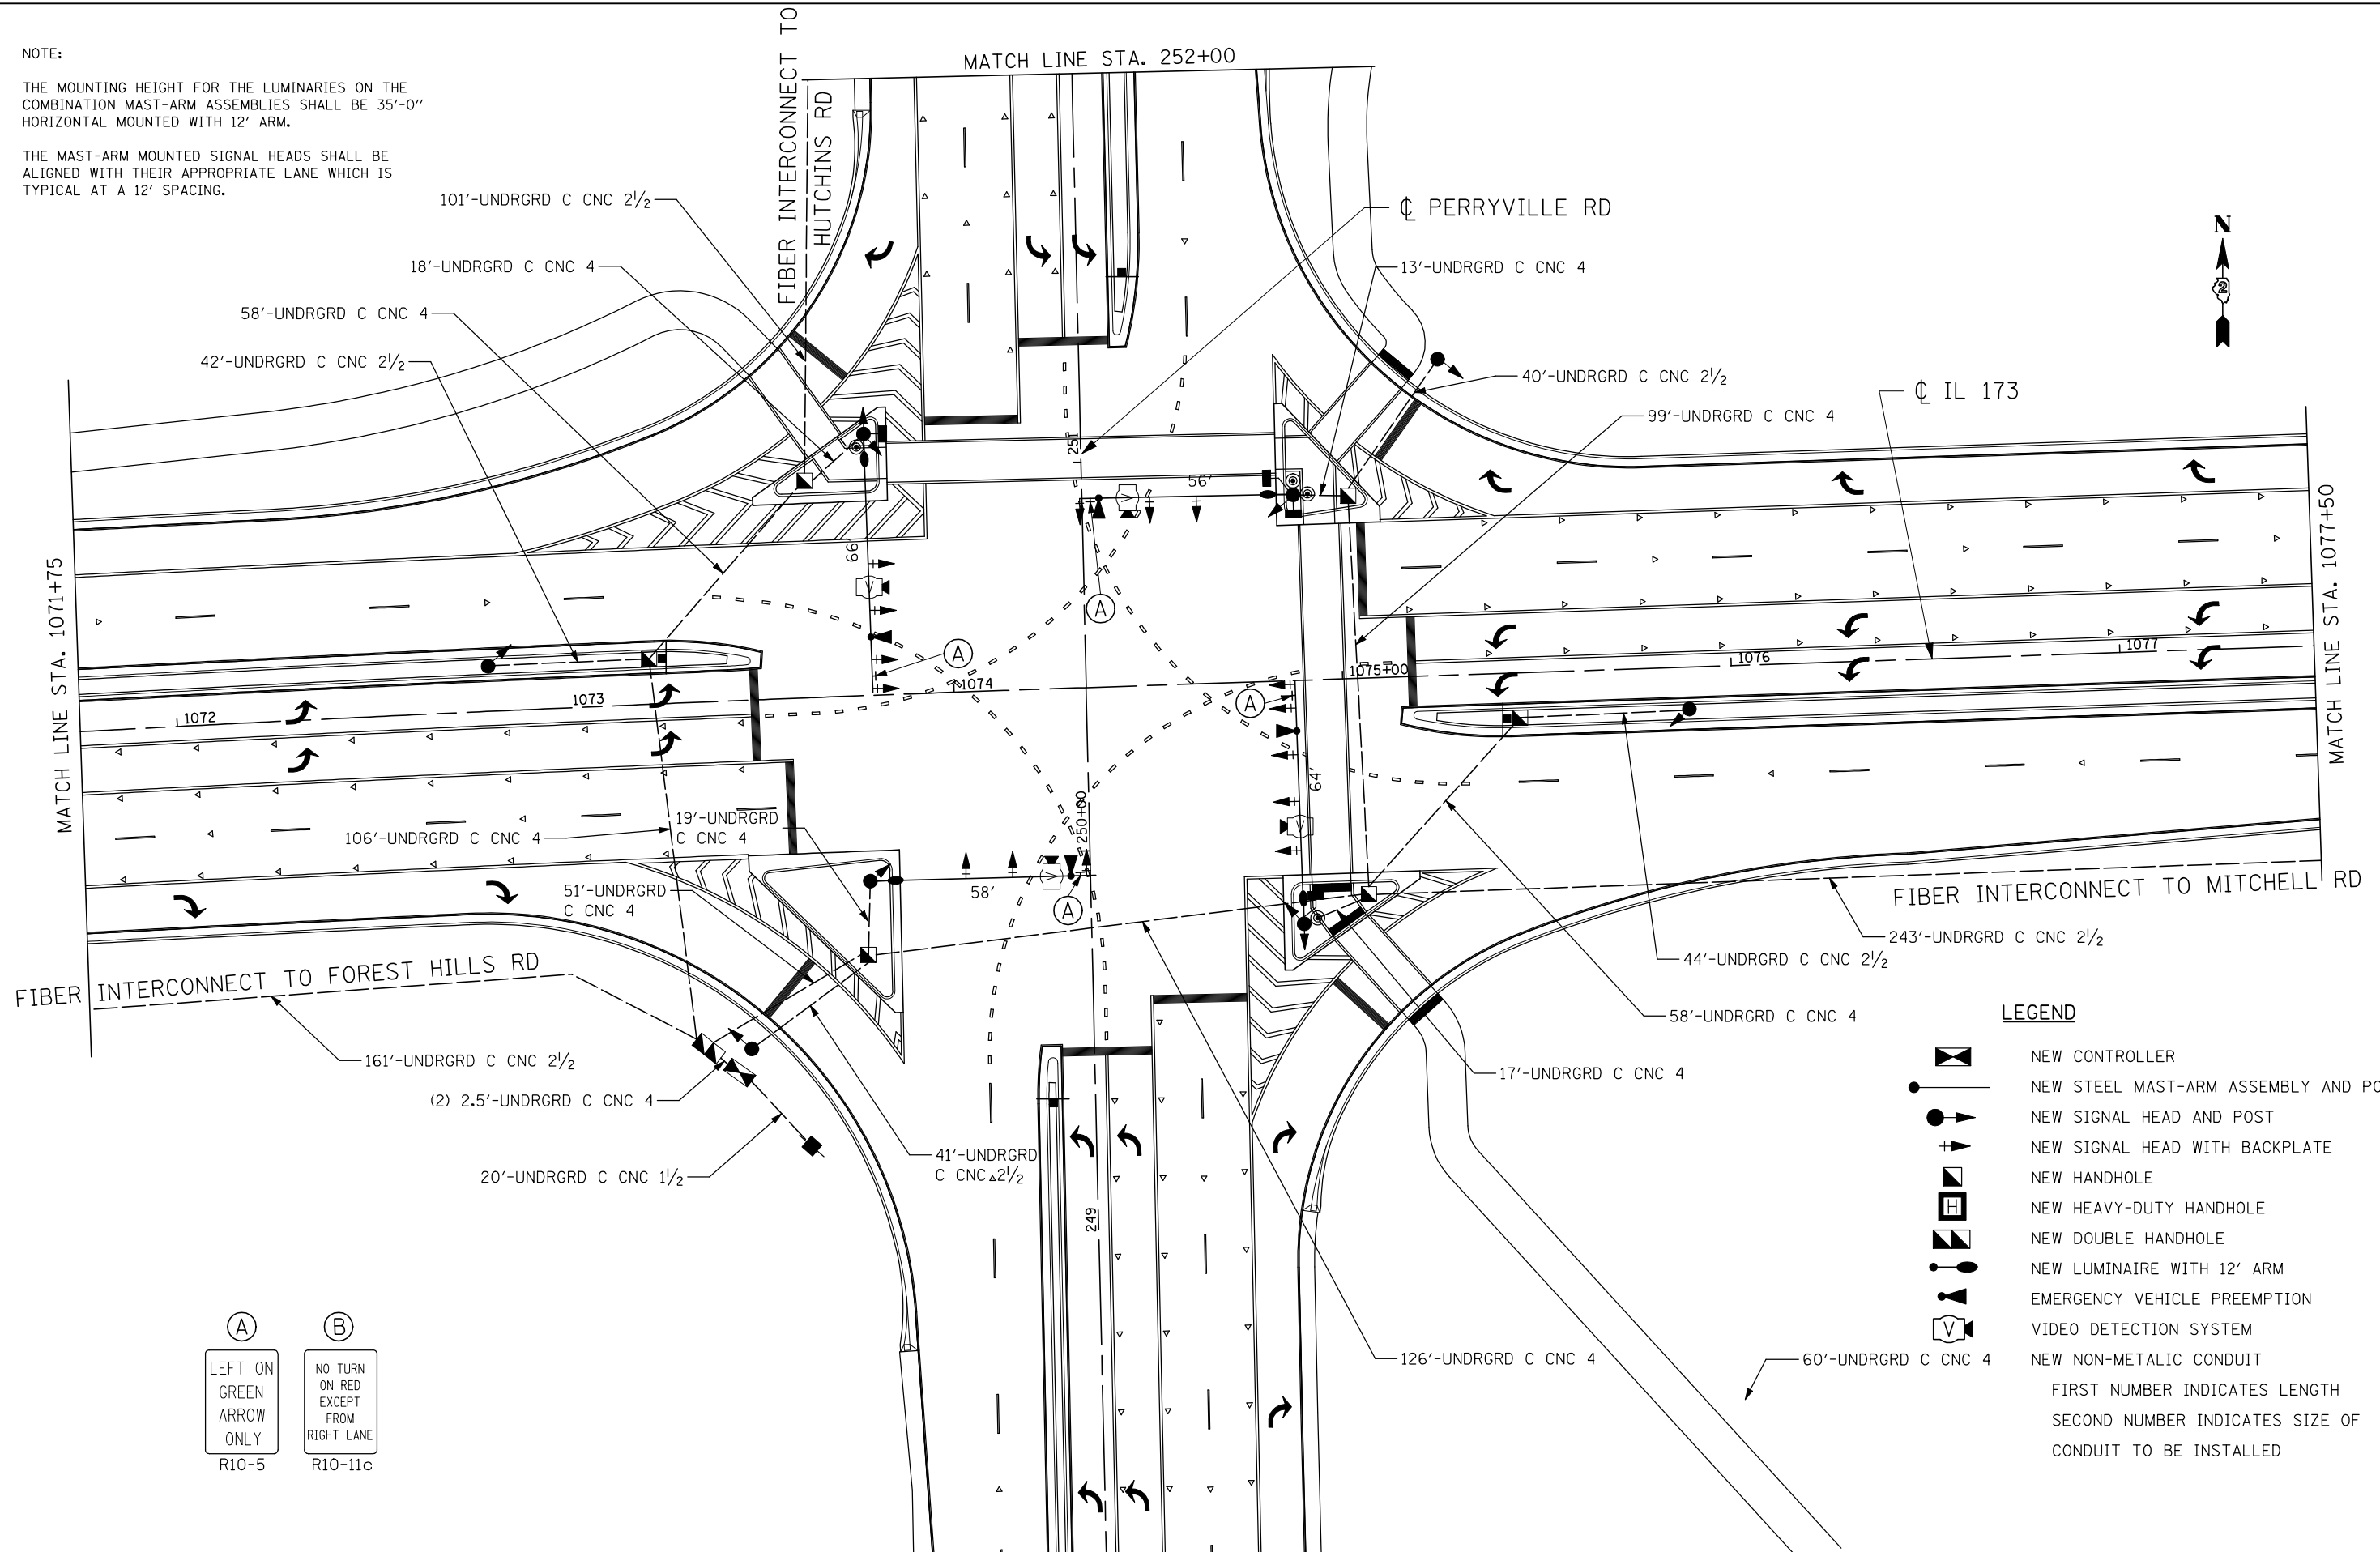 NOTE:
THE MOUNTING HEIGHT FOR THE LUMINARIES ON THE
COMBINATION MAST-ARM ASSEMBLIES SHALL BE 35'-0"
HORIZONTAL MOUNTED WITH 12' ARM.
THE MAST-ARM MOUNTED SIGNAL HEADS SHALL BE
ALIGNED WITH THEIR APPROPRIATE LANE WHICH IS
TYPICAL AT A 12' SPACING.
FIBER INTERCONNECT TO
HUTCHINS RD
MATCH LINE STA. 252+00
101'-UNDRGRD C CNC 2½
18'-UNDRGRD C CNC 4
58'-UNDRGRD C CNC 4
42'-UNDRGRD C CNC 2½
℄ PERRYVILLE RD
13'-UNDRGRD C CNC 4
40'-UNDRGRD C CNC 2½
99'-UNDRGRD C CNC 4
℄ IL 173
N
2
251
56'
66'
V
V
A
A
A
MATCH LINE STA. 1071+75
MATCH LINE STA. 1077+50
1072
1073
1074
1075+00
1076
1077
64'
V
250+00
106'-UNDRGRD C CNC 4
19'-UNDRGRD
C CNC 4
51'-UNDRGRD
C CNC 4
58'
V
A
FIBER INTERCONNECT TO MITCHELL RD
243'-UNDRGRD C CNC 2½
44'-UNDRGRD C CNC 2½
58'-UNDRGRD C CNC 4
17'-UNDRGRD C CNC 4
FIBER INTERCONNECT TO FOREST HILLS RD
161'-UNDRGRD C CNC 2½
(2) 2.5'-UNDRGRD C CNC 4
20'-UNDRGRD C CNC 1½
41'-UNDRGRD
C CNC 2½
249
126'-UNDRGRD C CNC 4
LEGEND
NEW CONTROLLER
NEW STEEL MAST-ARM ASSEMBLY AND PO
NEW SIGNAL HEAD AND POST
NEW SIGNAL HEAD WITH BACKPLATE
NEW HANDHOLE
H NEW HEAVY-DUTY HANDHOLE
NEW DOUBLE HANDHOLE
NEW LUMINAIRE WITH 12' ARM
EMERGENCY VEHICLE PREEMPTION
V VIDEO DETECTION SYSTEM
60'-UNDRGRD C CNC 4 NEW NON-METALIC CONDUIT
FIRST NUMBER INDICATES LENGTH
SECOND NUMBER INDICATES SIZE OF
CONDUIT TO BE INSTALLED
A
LEFT ON
GREEN
ARROW
ONLY
R10-5
B
NO TURN
ON RED
EXCEPT
FROM
RIGHT LANE
R10-11c